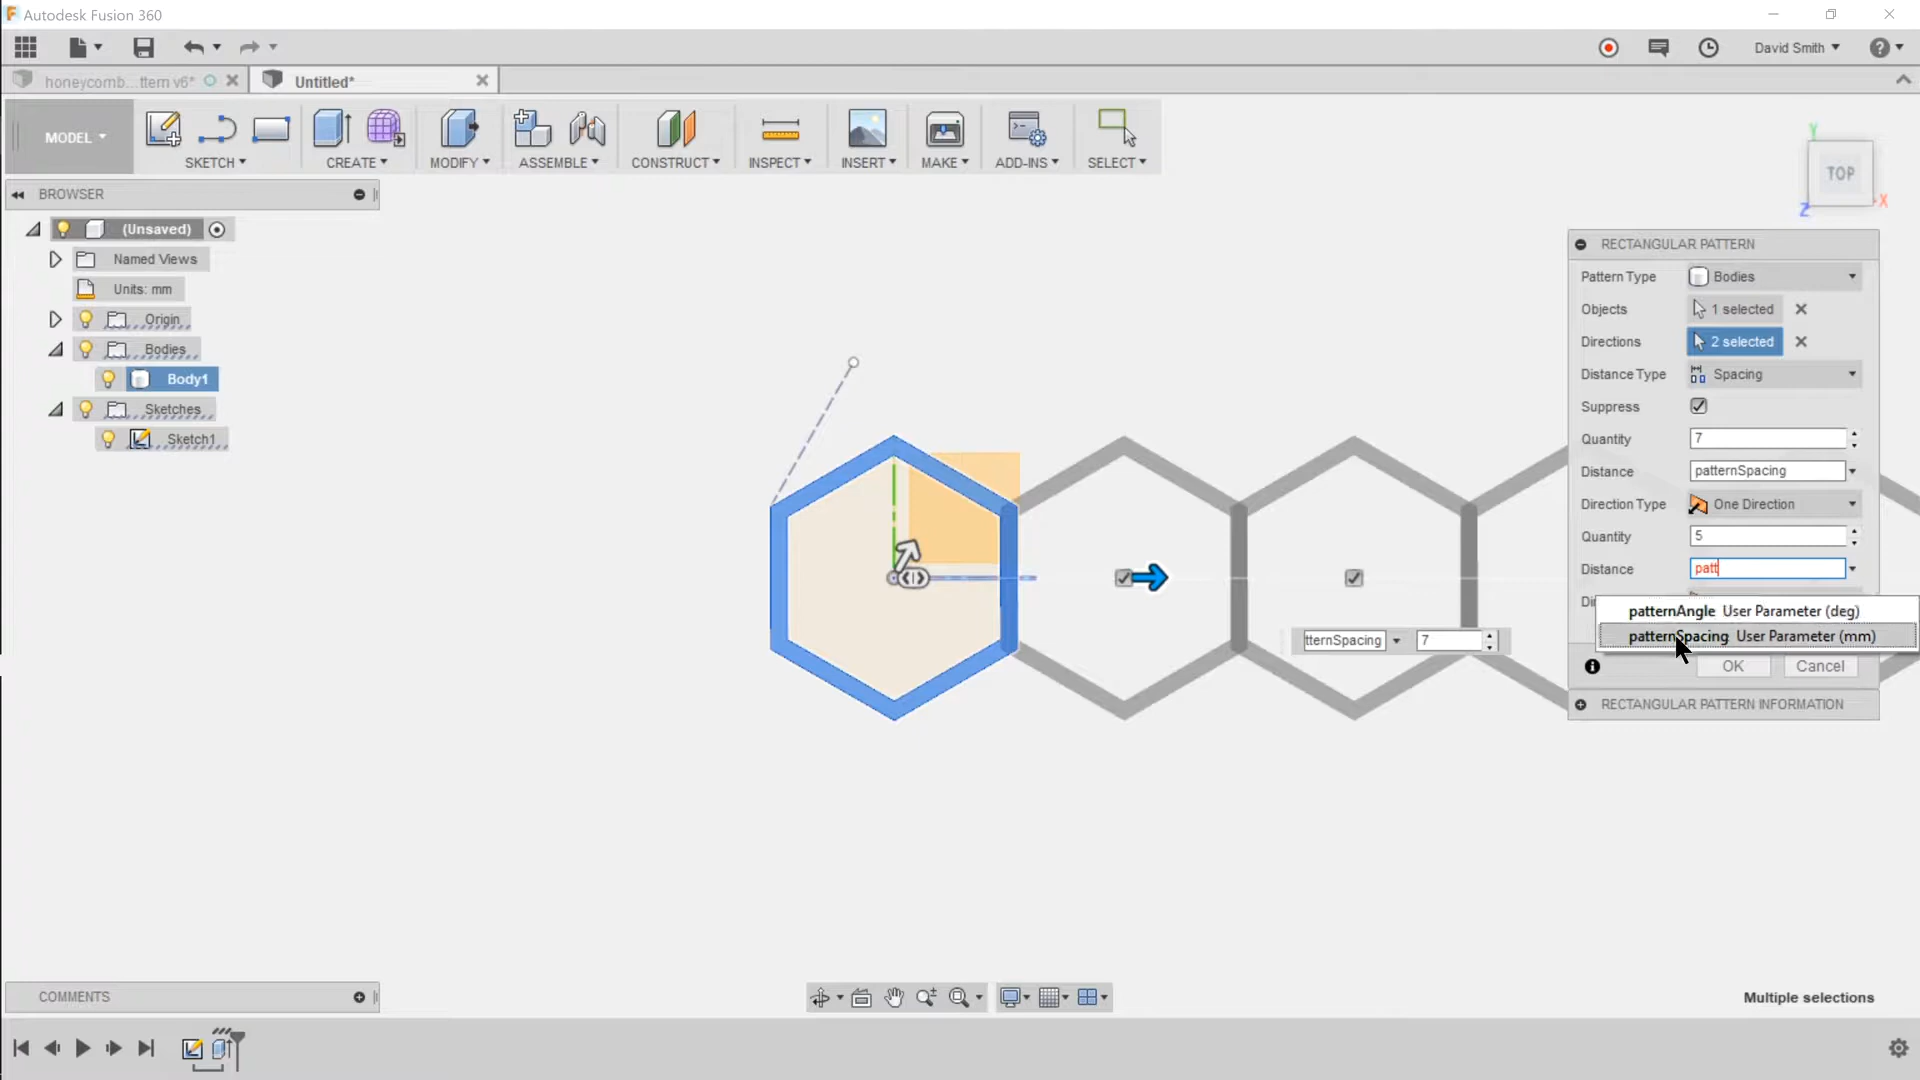 Autodesk Fusion 360
David Smith
honeycomb...ttern v6*
Untitled*
MODEL
SKETCH
CREATE
MODIFY
ASSEMBLE
CONSTRUCT
INSPECT
INSERT
MAKE
ADD-INS
SELECT
BROWSER
(Unsaved)
Named Views
Units: mm
Origin
Bodies
Body1
Sketches
Sketch1
Y
TOP
X
Z
RECTANGULAR PATTERN
Pattern Type Bodies
Objects 1 selected
Directions 2 selected
Distance Type Spacing
Suppress
Quantity 7
Distance patternSpacing
Direction Type One Direction
Quantity 5
Distance patt
Di
patternAngle User Parameter (deg)
patternSpacing User Parameter (mm)
OK Cancel
RECTANGULAR PATTERN INFORMATION
tternSpacing 7
COMMENTS
Multiple selections